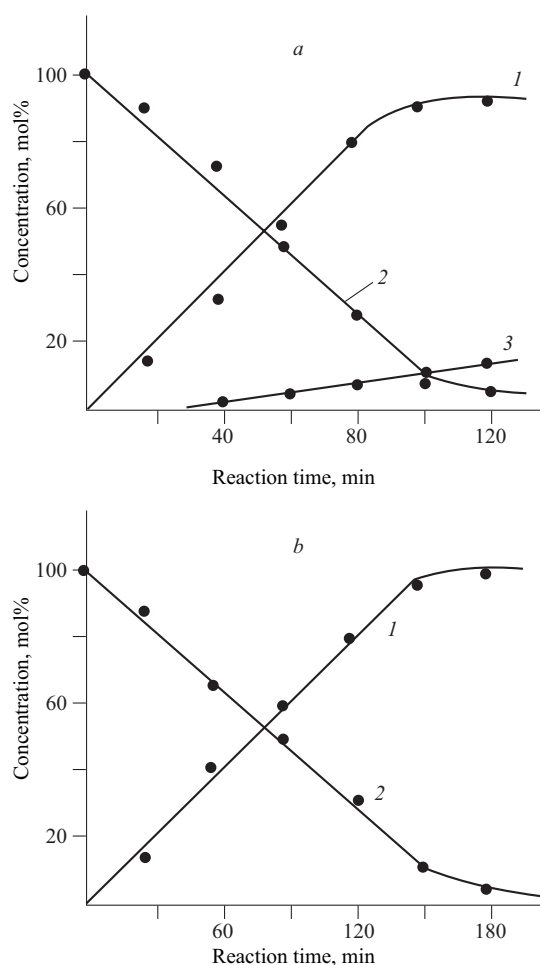 a
1
100
Concentration, mol%
60
2
20
3
40
80
120
Reaction time, min
b
100
1
Concentration, mol%
60
2
20
60
120
180
Reaction time, min